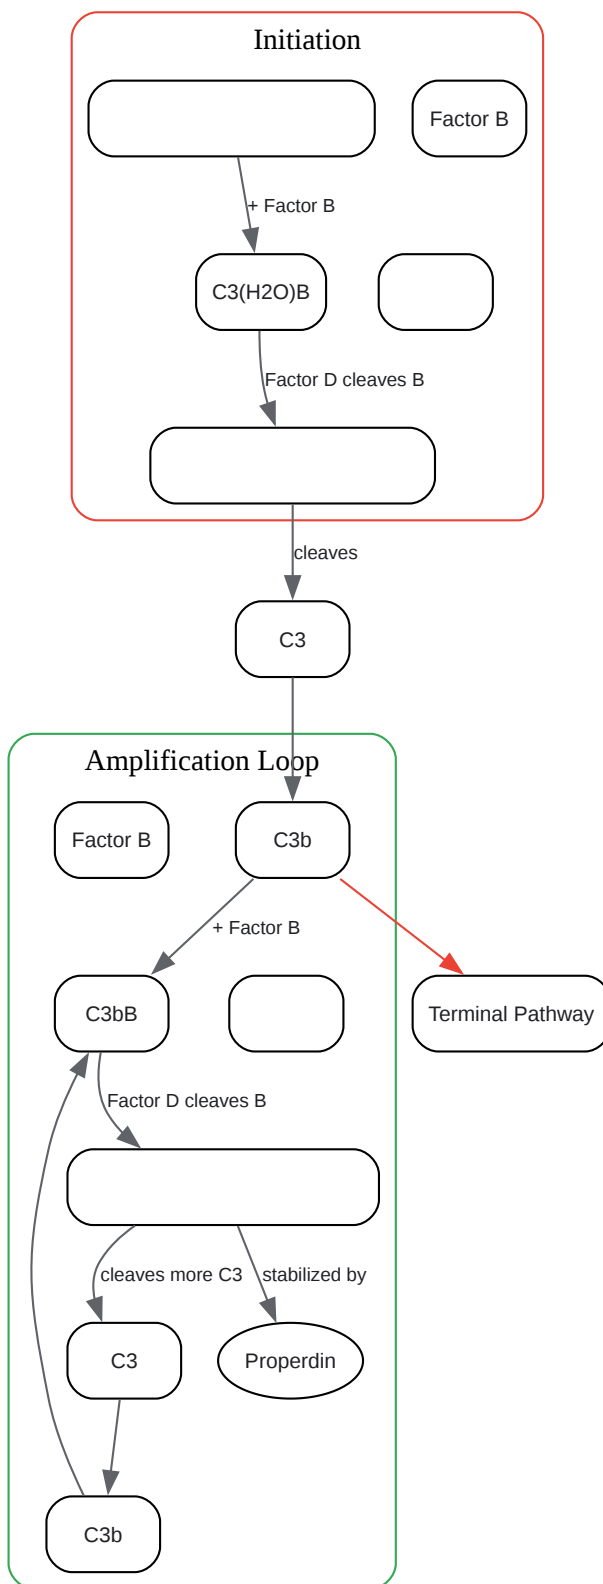 Initiation
Factor B
+ Factor B
C3(H2O)B
Factor D cleaves B
cleaves
C3
Amplification Loop
Factor B
C3b
+ Factor B
C3bB
Terminal Pathway
Factor D cleaves B
cleaves more C3
stabilized by
C3
Properdin
C3b